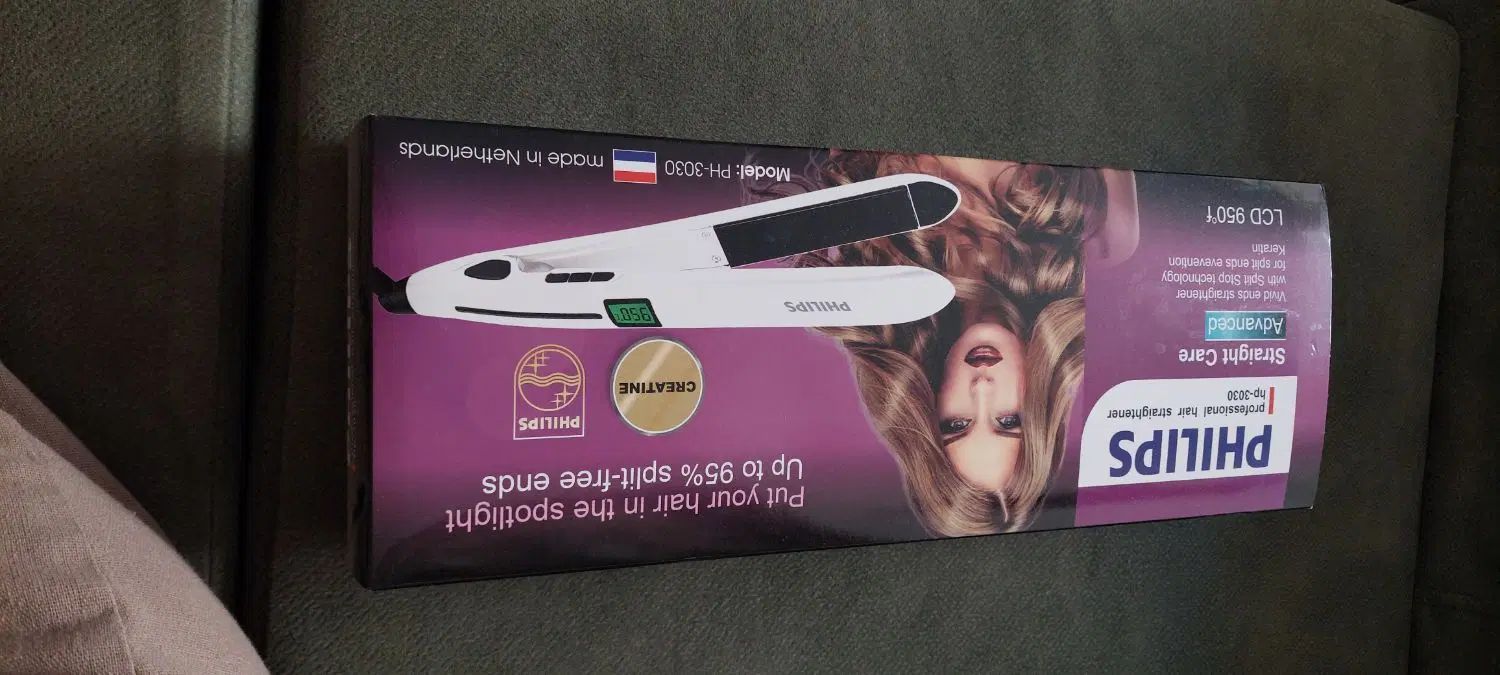 PHILIPS
professional hair straightener
hp-3030
Straight Care
Advanced
Vivid ends straightener
with Split Stop technology
for split ends evevention
Keratin
LCD 950°f
Put your hair in the spotlight
Up to 95% split-free ends
CREATINE
PHILIPS
PHILIPS
950
Model: PH-3030 made in Netherlands